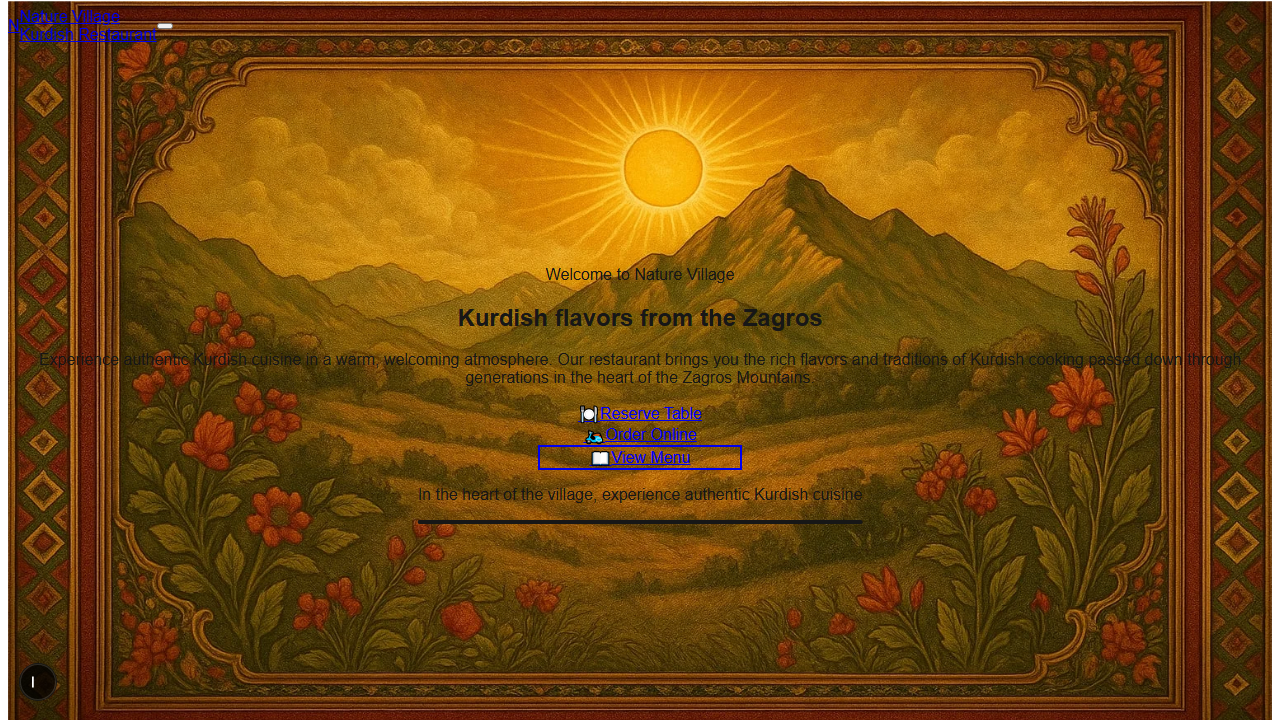 N
Nature Village
Kurdish Restaurant
Welcome to Nature Village
Kurdish flavors from the Zagros
Experience authentic Kurdish cuisine in a warm, welcoming atmosphere. Our restaurant brings you the rich flavors and traditions of Kurdish cooking passed down through
generations in the heart of the Zagros Mountains.
Reserve Table
Order Online
View Menu
In the heart of the village, experience authentic Kurdish cuisine